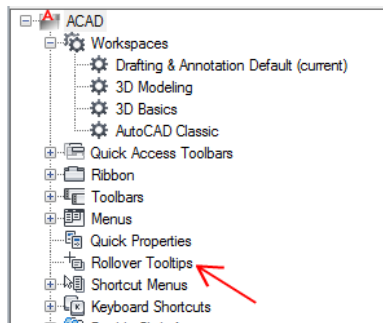 ACAD
Workspaces
Drafting & Annotation Default (current)
3D Modeling
3D Basics
AutoCAD Classic
Quick Access Toolbars
Ribbon
Toolbars
Menus
Quick Properties
Rollover Tooltips
Shortcut Menus
Keyboard Shortcuts